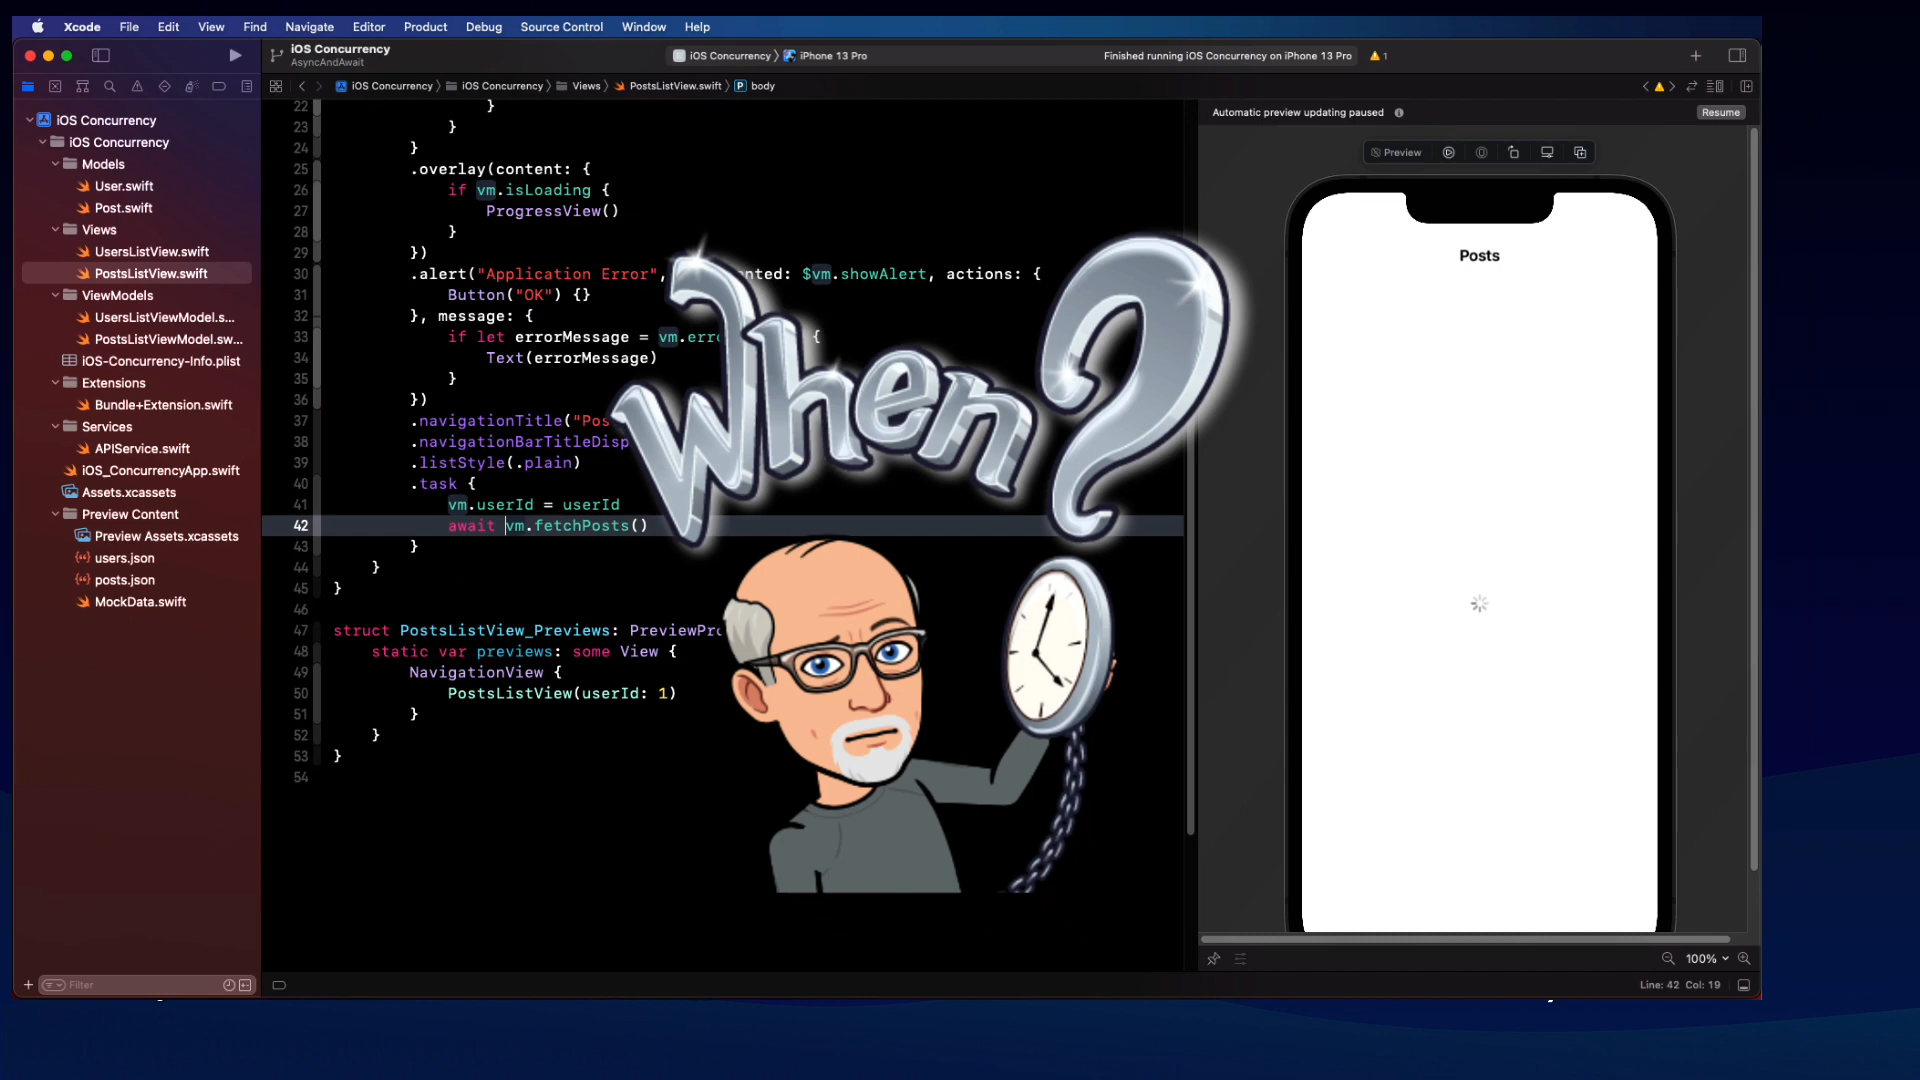 Xcode File Edit View Find Navigate Editor Product Debug Source Control Window Help
iOS Concurrency
AsyncAndAwait
iOS Concurrency iPhone 13 Pro
Finished running iOS Concurrency on iPhone 13 Pro 1
iOS Concurrency iOS Concurrency Views PostsListView.swift P body
iOS Concurrency
iOS Concurrency
Models
User.swift
Post.swift
Views
UsersListView.swift
PostsListView.swift
ViewModels
UsersListViewModel.s...
PostsListViewModel.sw...
iOS-Concurrency-Info.plist
Extensions
Bundle+Extension.swift
Services
APIService.swift
iOS_ConcurrencyApp.swift
Assets.xcassets
Preview Content
Preview Assets.xcassets
users.json
posts.json
MockData.swift
Filter
22 }
23 }
24 }
25 .overlay(content: {
26 if vm.isLoading {
27 ProgressView()
28 }
29 })
30 .alert("Application Error", nted: $vm.showAlert, actions: {
31 Button("OK") {}
32 }, message: {
33 if let errorMessage = vm.erro {
34 Text(errorMessage)
35 }
36 })
37 .navigationTitle("Pos
38 .navigationBarTitleDisp
39 .listStyle(.plain)
40 .task {
41 vm.userId = userId
42 await vm.fetchPosts()
43 }
44 }
45 }
46
47 struct PostsListView_Previews: PreviewPro
48 static var previews: some View {
49 NavigationView {
50 PostsListView(userId: 1)
51 }
52 }
53 }
54
When?
Automatic preview updating paused
Resume
Preview
Posts
100%
Line: 42 Col: 19